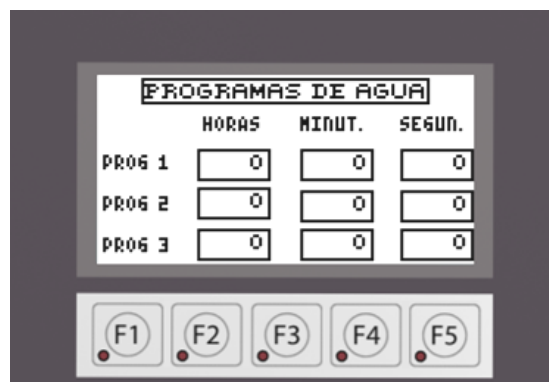 PROGRAMAS DE AGUA
HORAS MINUT. SEGUN.
PROG 1 0 0 0
PROG 2 0 0 0
PROG 3 0 0 0
F1 F2 F3 F4 F5